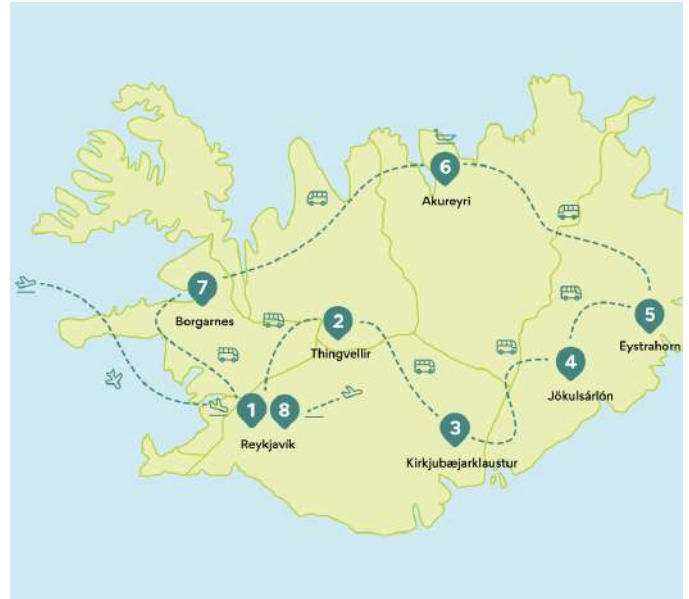 6
Akureyri
7
Borgarnes
2
Thingvellir
5
Eystrahorn
4
Jökulsárlón
1
8
Reykjavík
3
Kirkjubæjarklaustur